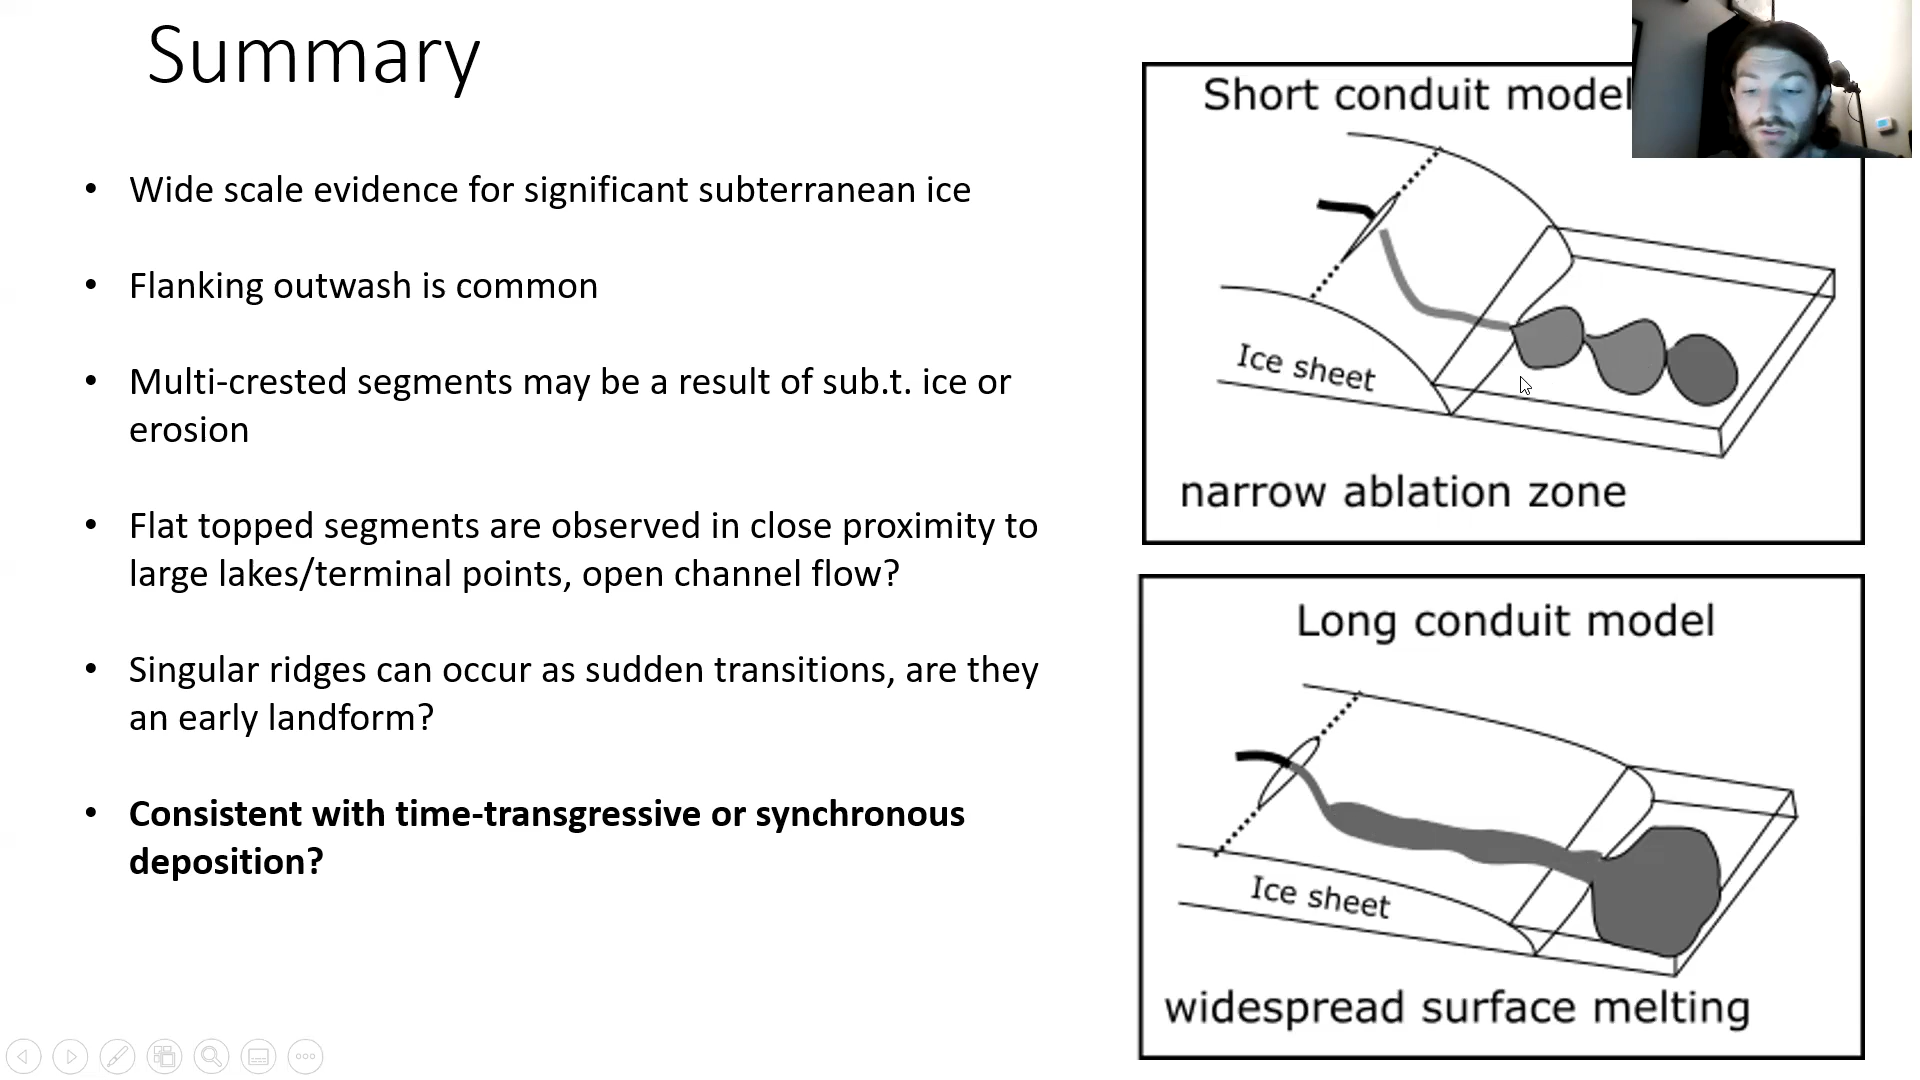 Summary
• Wide scale evidence for significant subterranean ice
• Flanking outwash is common
• Multi-crested segments may be a result of sub.t. ice or
erosion
• Flat topped segments are observed in close proximity to
large lakes/terminal points, open channel flow?
• Singular ridges can occur as sudden transitions, are they
an early landform?
• Consistent with time-transgressive or synchronous
deposition?
Short conduit model
Ice sheet
narrow ablation zone
Long conduit model
Ice sheet
widespread surface melting